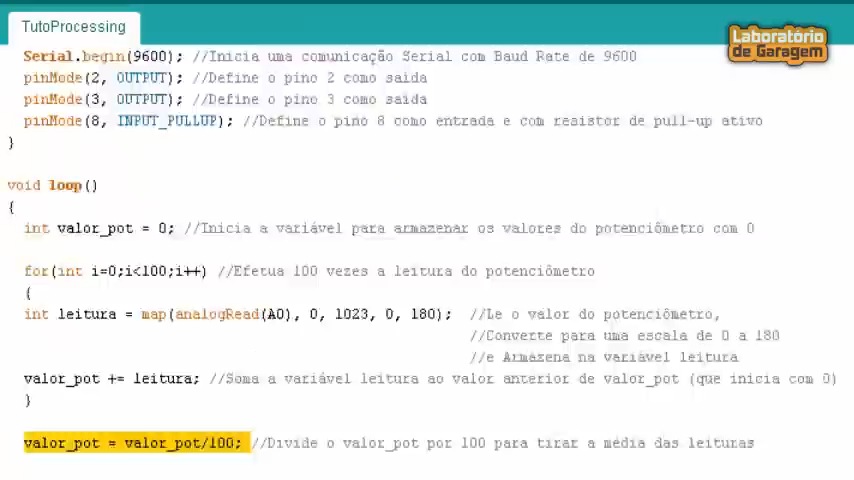 TutoProcessing
Laboratório
de Garagem
Serial.begin(9600); //Inicia uma comunicação Serial com Baud Rate de 9600
pinMode(2, OUTPUT); //Define o pino 2 como saida
pinMode(3, OUTPUT); //Define o pino 3 como saida
pinMode(8, INPUT_PULLUP); //Define o pino 8 como entrada e com resistor de pull-up ativo
}
void loop()
{
int valor_pot = 0; //Inicia a variável para armazenar os valores do potenciômetro com 0
for(int i=0;i<100;i++) //Efetua 100 vezes a leitura do potenciômetro
{
int leitura = map(analogRead(A0), 0, 1023, 0, 180); //Le o valor do potenciômetro,
//Converte para uma escala de 0 a 180
//e Armazena na variável leitura
valor_pot += leitura; //Soma a variável leitura ao valor anterior de valor_pot (que inicia com 0)
}
valor_pot = valor_pot/100; //Divide o valor_pot por 100 para tirar a média das leituras